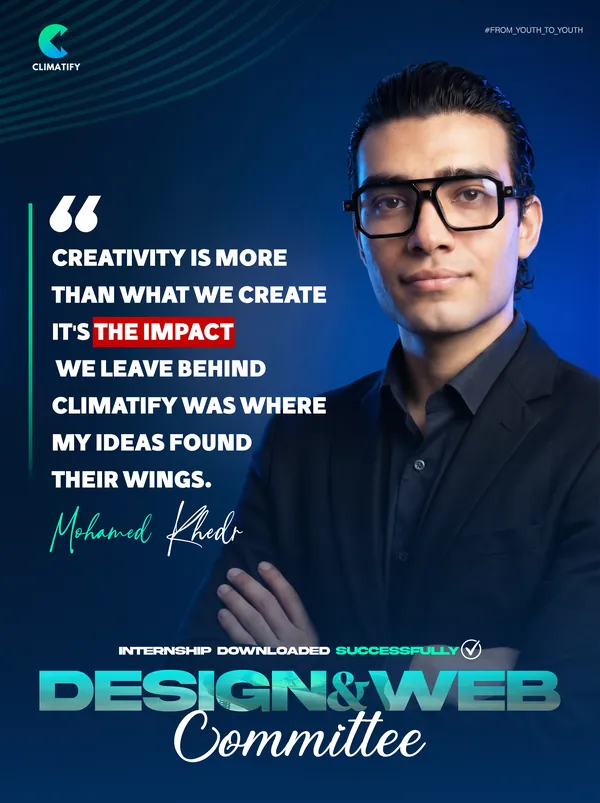 CLIMATIFY
#FROM_YOUTH_TO_YOUTH
“
CREATIVITY IS MORE
THAN WHAT WE CREATE
IT'S THE IMPACT
WE LEAVE BEHIND
CLIMATIFY WAS WHERE
MY IDEAS FOUND
THEIR WINGS.
Mohamed Khedr
INTERNSHIP DOWNLOADED SUCCESSFULLY
DESIGN&WEB
Committee